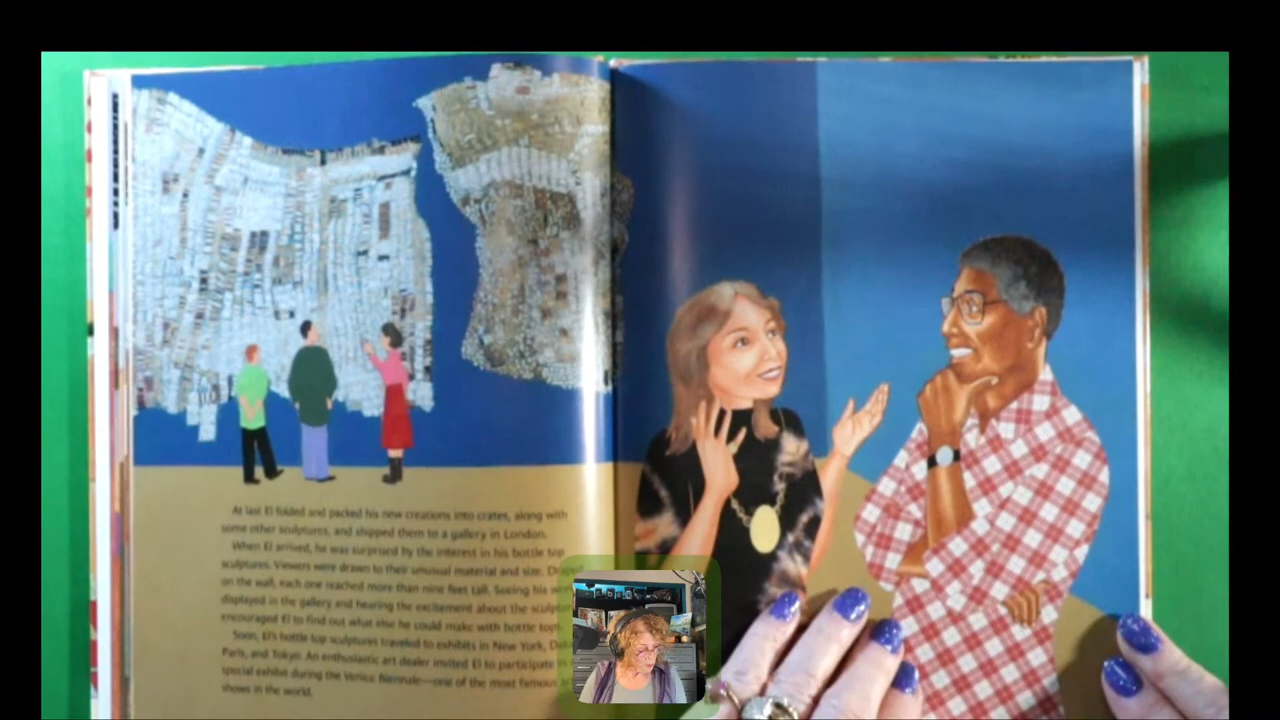 At last El folded and packed his new creations into crates, along with
some other sculptures, and shipped them to a gallery in London.
When El arrived, he was surprised by the interest in his bottle top
sculptures. Viewers were drawn to their unusual material and size. Draped
on the wall, each one reached more than nine feet tall. Seeing his
displayed in the gallery and hearing the excitement about the
encouraged El to find out what else he could make with bottle tops.
Soon, El's bottle top sculptures traveled to exhibits in New York,
Paris, and Tokyo. An enthusiastic art dealer invited El to participate in
special exhibit during the Venice Biennale—one of the most famous
shows in the world.